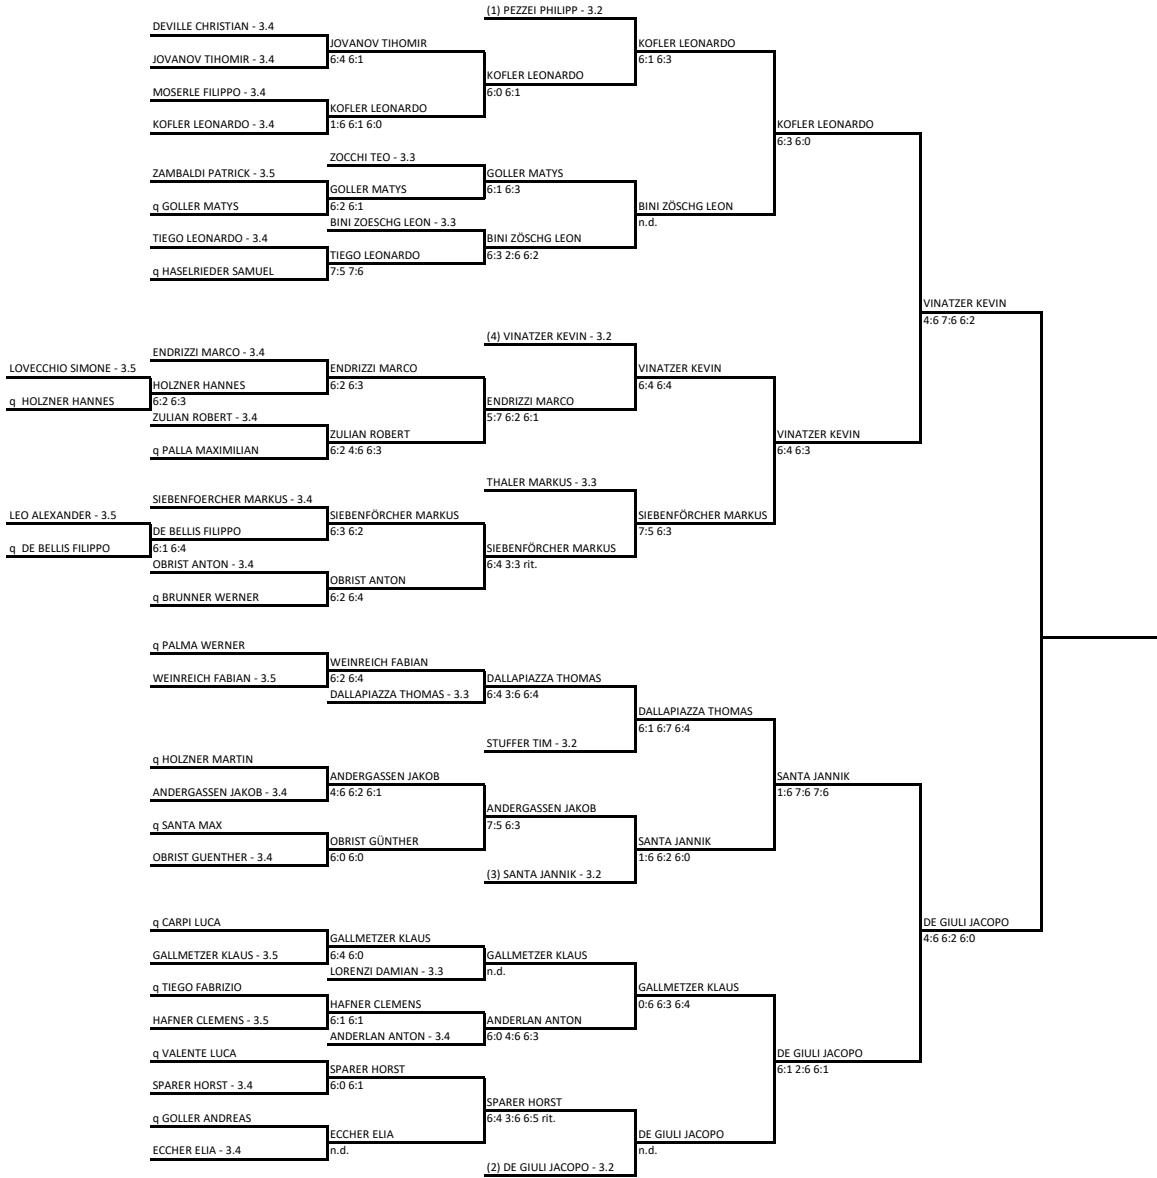 (1) PEZZEI PHILIPP - 3.2
DEVILLE CHRISTIAN - 3.4
JOVANOV TIHOMIR
KOFLER LEONARDO
JOVANOV TIHOMIR - 3.4
6:4 6:1
6:1 6:3
KOFLER LEONARDO
MOSERLE FILIPPO - 3.4
6:0 6:1
KOFLER LEONARDO
KOFLER LEONARDO - 3.4
1:6 6:1 6:0
KOFLER LEONARDO
6:3 6:0
ZOCCHI TEO - 3.3
ZAMBALDI PATRICK - 3.5
GOLLER MATYS
GOLLER MATYS
6:1 6:3
q GOLLER MATYS
6:2 6:1
BINI ZÖSCHG LEON
BINI ZOESCHG LEON - 3.3
n.d.
TIEGO LEONARDO - 3.4
BINI ZÖSCHG LEON
TIEGO LEONARDO
6:3 2:6 6:2
q HASELRIEDER SAMUEL
7:5 7:6
VINATZER KEVIN
4:6 7:6 6:2
(4) VINATZER KEVIN - 3.2
ENDRIZZI MARCO - 3.4
LOVECCHIO SIMONE - 3.5
ENDRIZZI MARCO
VINATZER KEVIN
HOLZNER HANNES
6:2 6:3
6:4 6:4
q HOLZNER HANNES
6:2 6:3
ENDRIZZI MARCO
ZULIAN ROBERT - 3.4
5:7 6:2 6:1
ZULIAN ROBERT
VINATZER KEVIN
q PALLA MAXIMILIAN
6:2 4:6 6:3
6:4 6:3
THALER MARKUS - 3.3
SIEBENFOERCHER MARKUS - 3.4
LEO ALEXANDER - 3.5
SIEBENFÖRCHER MARKUS
SIEBENFÖRCHER MARKUS
DE BELLIS FILIPPO
6:3 6:2
7:5 6:3
q DE BELLIS FILIPPO
6:1 6:4
SIEBENFÖRCHER MARKUS
OBRIST ANTON - 3.4
6:4 3:3 rit.
OBRIST ANTON
q BRUNNER WERNER
6:2 6:4
q PALMA WERNER
WEINREICH FABIAN
WEINREICH FABIAN - 3.5
6:2 6:4
DALLAPIAZZA THOMAS
DALLAPIAZZA THOMAS - 3.3
6:4 3:6 6:4
DALLAPIAZZA THOMAS
6:1 6:7 6:4
STUFFER TIM - 3.2
q HOLZNER MARTIN
ANDERGASSEN JAKOB
SANTA JANNIK
ANDERGASSEN JAKOB - 3.4
4:6 6:2 6:1
1:6 7:6 7:6
ANDERGASSEN JAKOB
q SANTA MAX
7:5 6:3
OBRIST GÜNTHER
SANTA JANNIK
OBRIST GUENTHER - 3.4
6:0 6:0
1:6 6:2 6:0
(3) SANTA JANNIK - 3.2
q CARPI LUCA
DE GIULI JACOPO
GALLMETZER KLAUS
4:6 6:2 6:0
GALLMETZER KLAUS - 3.5
6:4 6:0
GALLMETZER KLAUS
LORENZI DAMIAN - 3.3
n.d.
q TIEGO FABRIZIO
GALLMETZER KLAUS
HAFNER CLEMENS
0:6 6:3 6:4
HAFNER CLEMENS - 3.5
6:1 6:1
ANDERLAN ANTON
ANDERLAN ANTON - 3.4
6:0 4:6 6:3
q VALENTE LUCA
DE GIULI JACOPO
SPARER HORST
6:1 2:6 6:1
SPARER HORST - 3.4
6:0 6:1
SPARER HORST
q GOLLER ANDREAS
6:4 3:6 6:5 rit.
ECCHER ELIA
DE GIULI JACOPO
ECCHER ELIA - 3.4
n.d.
n.d.
(2) DE GIULI JACOPO - 3.2